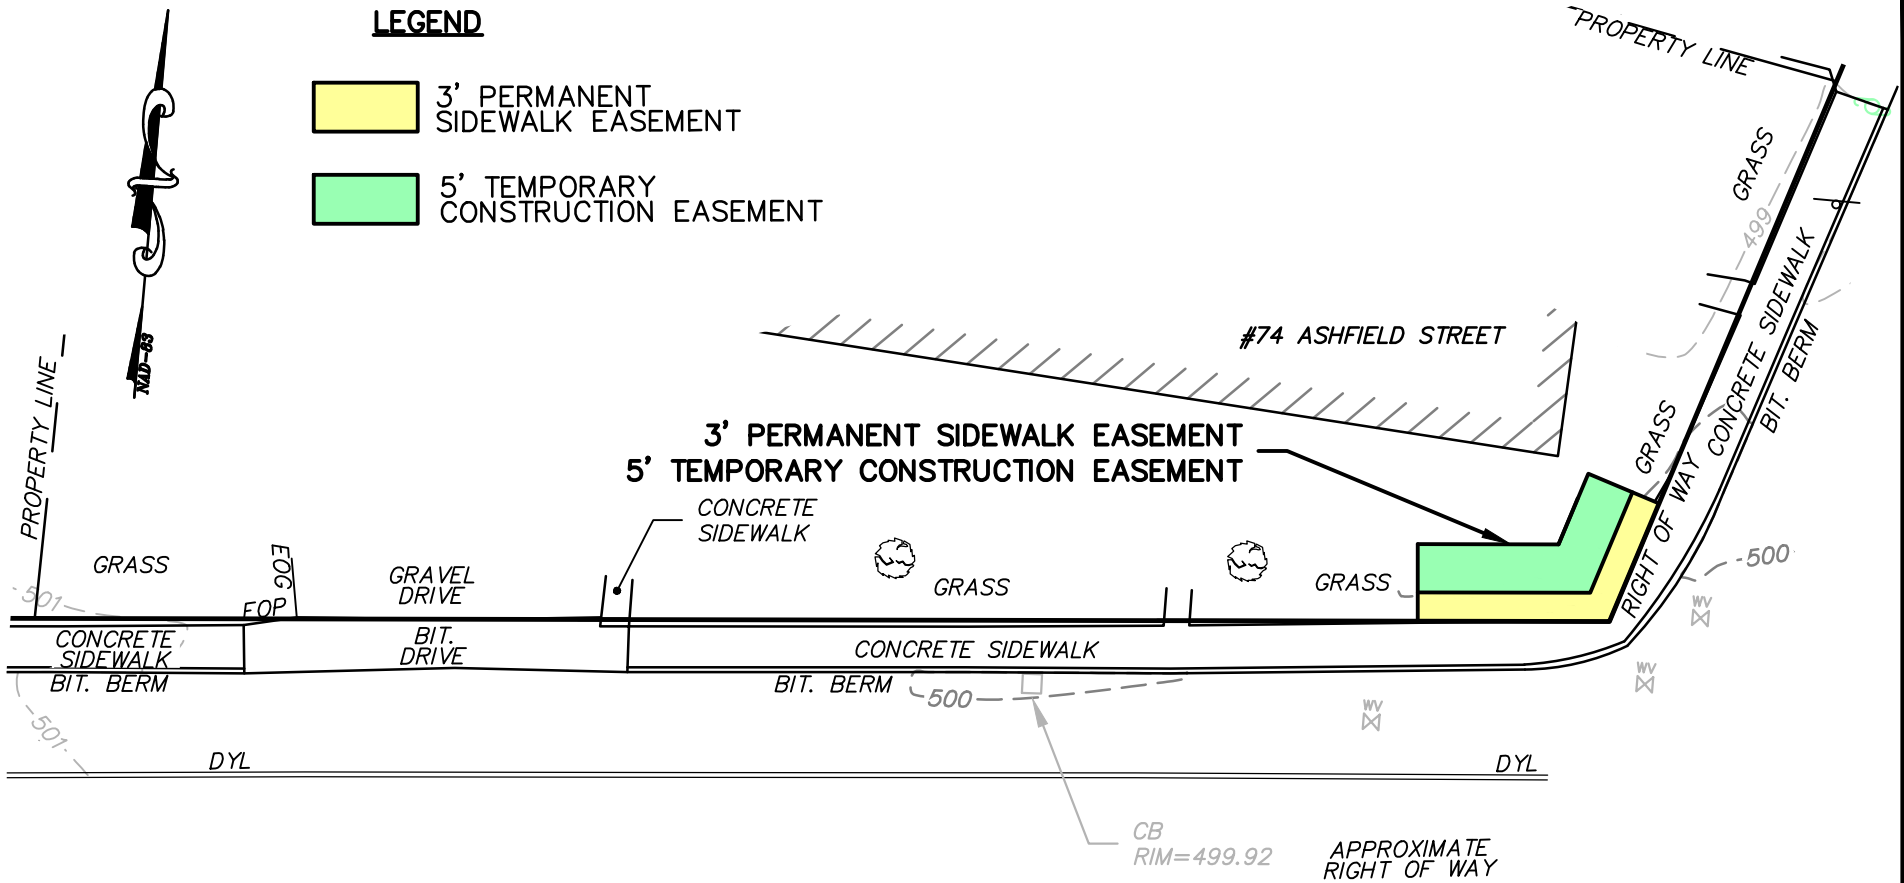 LEGEND
3' PERMANENT
SIDEWALK EASEMENT
5' TEMPORARY
CONSTRUCTION EASEMENT
NAD-83
PROPERTY LINE
GRASS
499
#74 ASHFIELD STREET
CONCRETE SIDEWALK
BIT. BERM
PROPERTY LINE
3' PERMANENT SIDEWALK EASEMENT
5' TEMPORARY CONSTRUCTION EASEMENT
GRASS
RIGHT OF WAY
CONCRETE
SIDEWALK
GRASS
EOG
GRAVEL
DRIVE
GRASS
GRASS
500
501
EOP
WV
CONCRETE
SIDEWALK
BIT.
DRIVE
CONCRETE SIDEWALK
BIT. BERM
BIT. BERM
500
WV
WV
501
DYL
DYL
CB
RIM=499.92
APPROXIMATE
RIGHT OF WAY